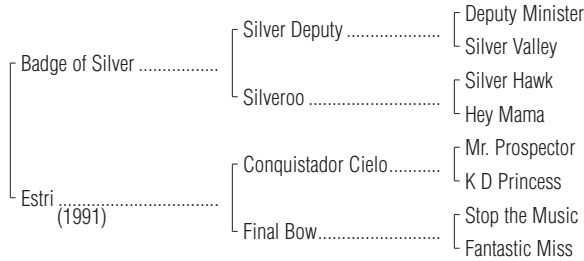 Deputy Minister
Silver Deputy ....................
Silver Valley
Badge of Silver .................
Silver Hawk
Silveroo ............................
Hey Mama
Mr. Prospector
Conquistador Cielo...........
K D Princess
Estri ..................................
(1991)
Stop the Music
Final Bow..........................
Fantastic Miss